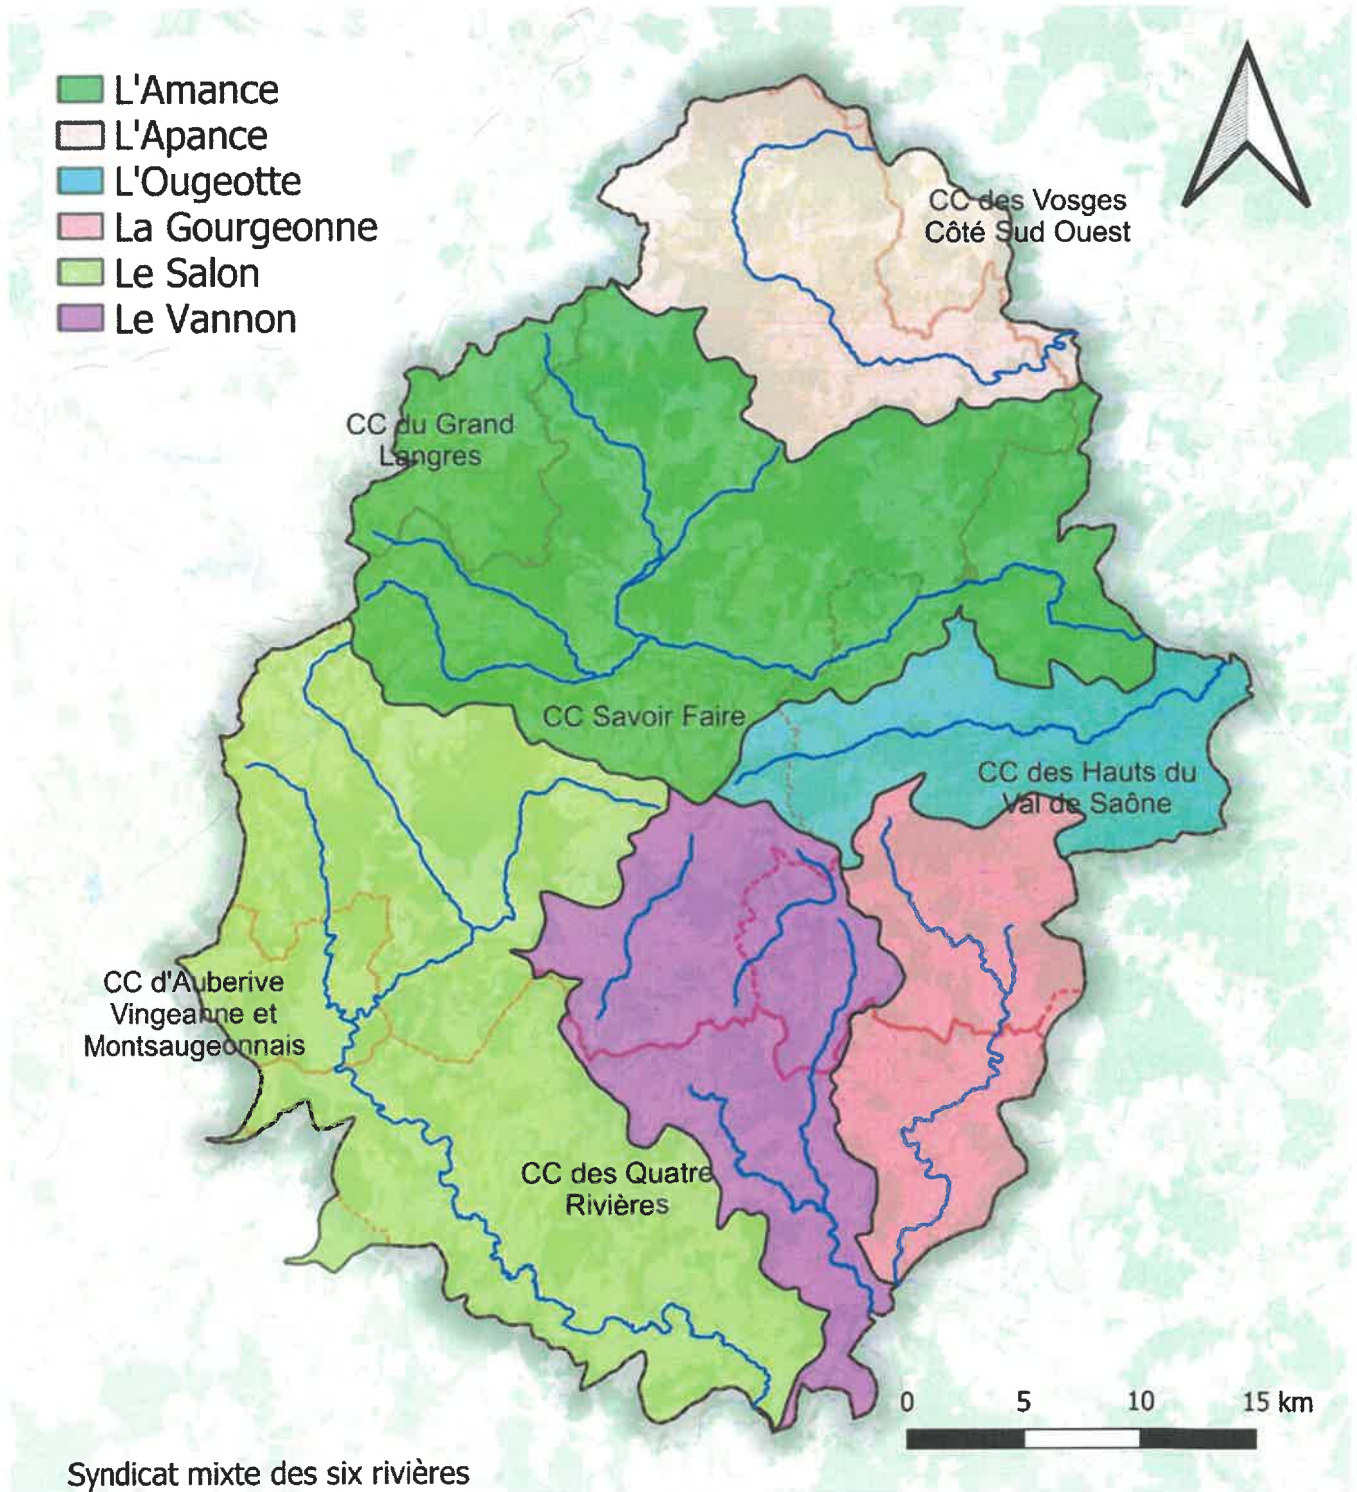 L'Amance
L'Apance
L'Ougeotte
La Gourgeonne
Le Salon
Le Vannon
CC des Vosges
Côté Sud Ouest
CC du Grand
Langres
CC Savoir Faire
CC des Hauts du
Val de Saône
CC d'Auberive
Vingeanne et
Montsaugeonnais
CC des Quatre
Rivières
0 5 10 15 km
Syndicat mixte des six rivières